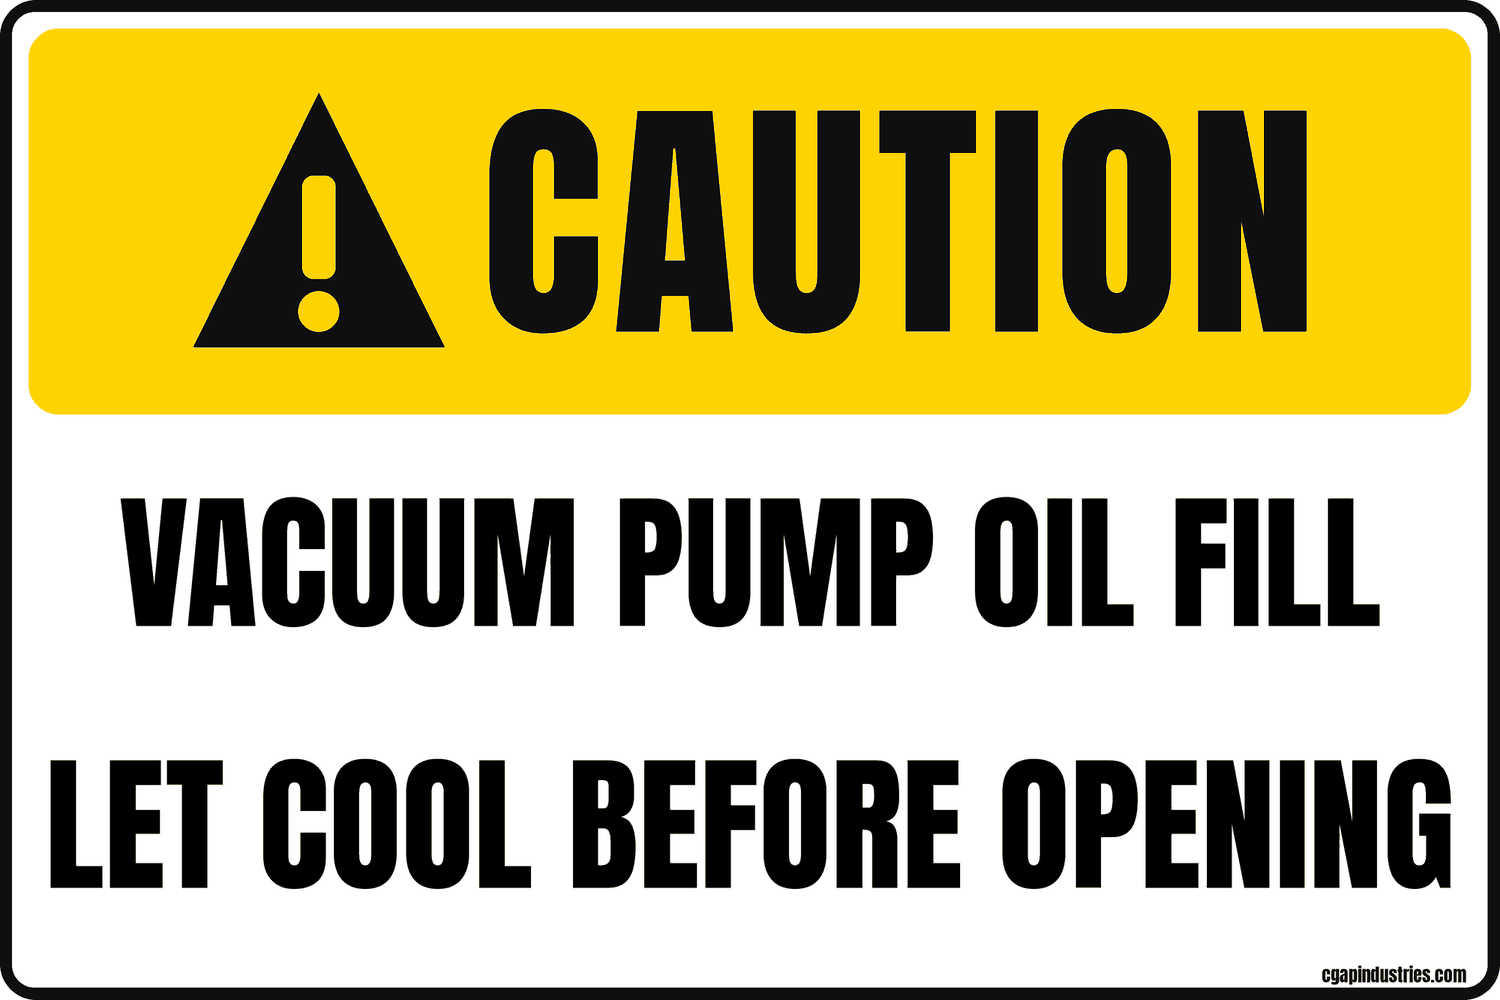 CAUTION
VACUUM PUMP OIL FILL
LET COOL BEFORE OPENING
cgapindustries.com